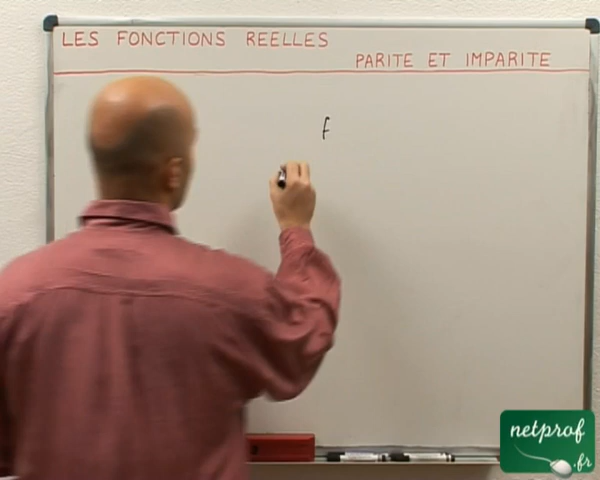 LES FONCTIONS REELLES
PARITE ET IMPARITE
f
netprof
.fr